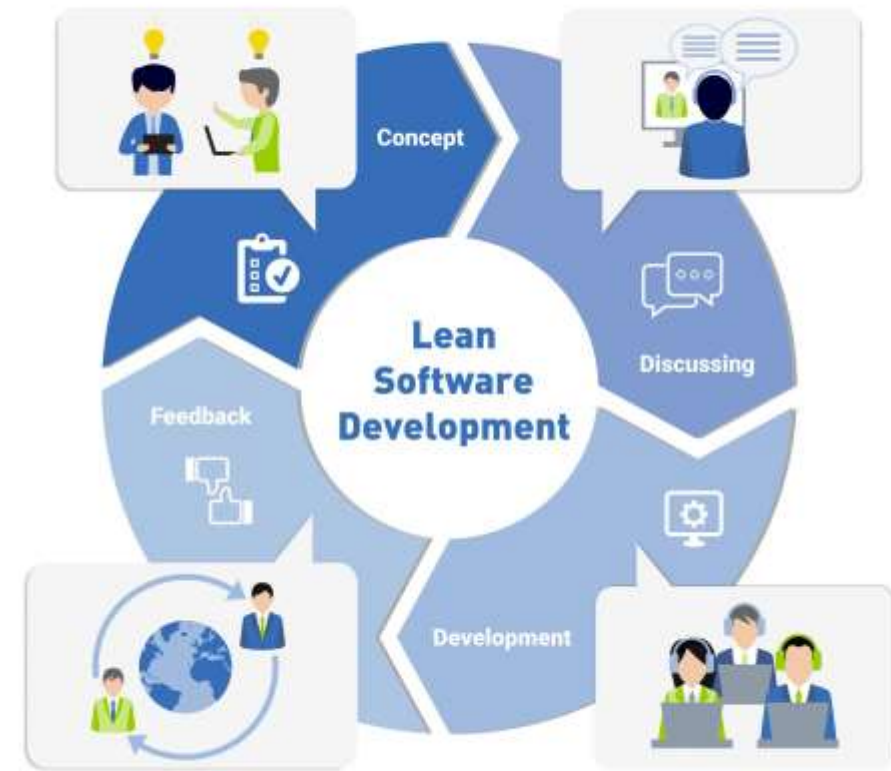 Concept
Lean
Software
Development
Discussing
Feedback
Development